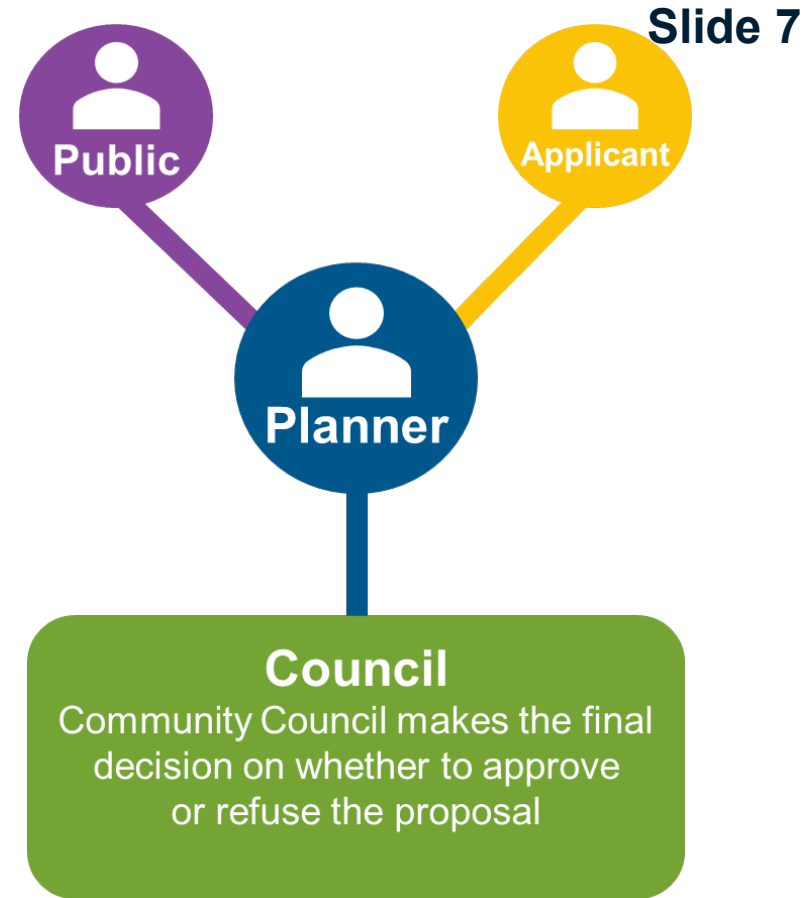 Slide 7
Public
Applicant
Planner
Council
Community Council makes the final
decision on whether to approve
or refuse the proposal